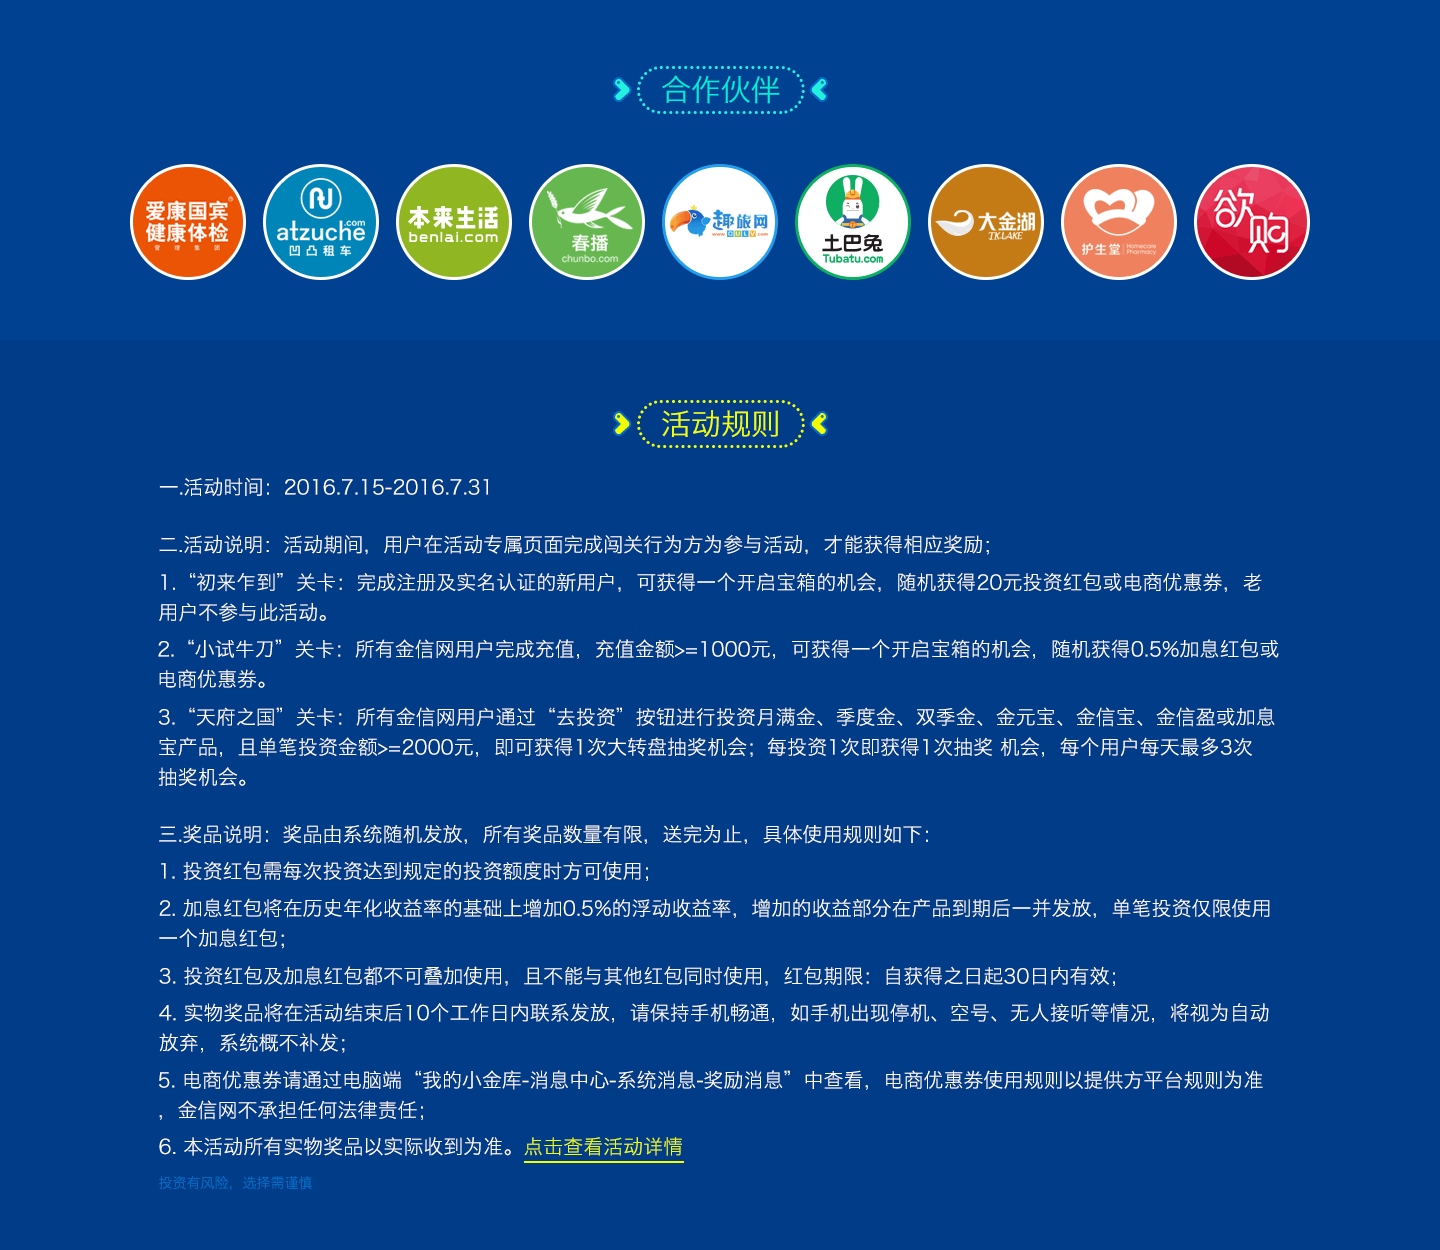 合作伙伴
爱康国宾®
健康体检
管理集团
atzuche.com
凹凸租车
本来生活
benlai.com
春播
chunbo.com
趣旅网
www.QULV.com
土巴兔
Tubatu.com
大金湖
TK·LAKE
护生堂
Homecare
Pharmacy
欲购
活动规则
一.活动时间：2016.7.15-2016.7.31
二.活动说明：活动期间，用户在活动专属页面完成闯关行为方为参与活动，才能获得相应奖励；
1.“初来乍到”关卡：完成注册及实名认证的新用户，可获得一个开启宝箱的机会，随机获得20元投资红包或电商优惠券，老
用户不参与此活动。
2.“小试牛刀”关卡：所有金信网用户完成充值，充值金额>=1000元，可获得一个开启宝箱的机会，随机获得0.5%加息红包或
电商优惠券。
3.“天府之国”关卡：所有金信网用户通过“去投资”按钮进行投资月满金、季度金、双季金、金元宝、金信宝、金信盈或加息
宝产品，且单笔投资金额>=2000元，即可获得1次大转盘抽奖机会；每投资1次即获得1次抽奖 机会，每个用户每天最多3次
抽奖机会。
三.奖品说明：奖品由系统随机发放，所有奖品数量有限，送完为止，具体使用规则如下：
1. 投资红包需每次投资达到规定的投资额度时方可使用；
2. 加息红包将在历史年化收益率的基础上增加0.5%的浮动收益率，增加的收益部分在产品到期后一并发放，单笔投资仅限使用
一个加息红包；
3. 投资红包及加息红包都不可叠加使用，且不能与其他红包同时使用，红包期限：自获得之日起30日内有效；
4. 实物奖品将在活动结束后10个工作日内联系发放，请保持手机畅通，如手机出现停机、空号、无人接听等情况，将视为自动
放弃，系统概不补发；
5. 电商优惠券请通过电脑端“我的小金库-消息中心-系统消息-奖励消息”中查看，电商优惠券使用规则以提供方平台规则为准
，金信网不承担任何法律责任；
6. 本活动所有实物奖品以实际收到为准。点击查看活动详情
投资有风险，选择需谨慎